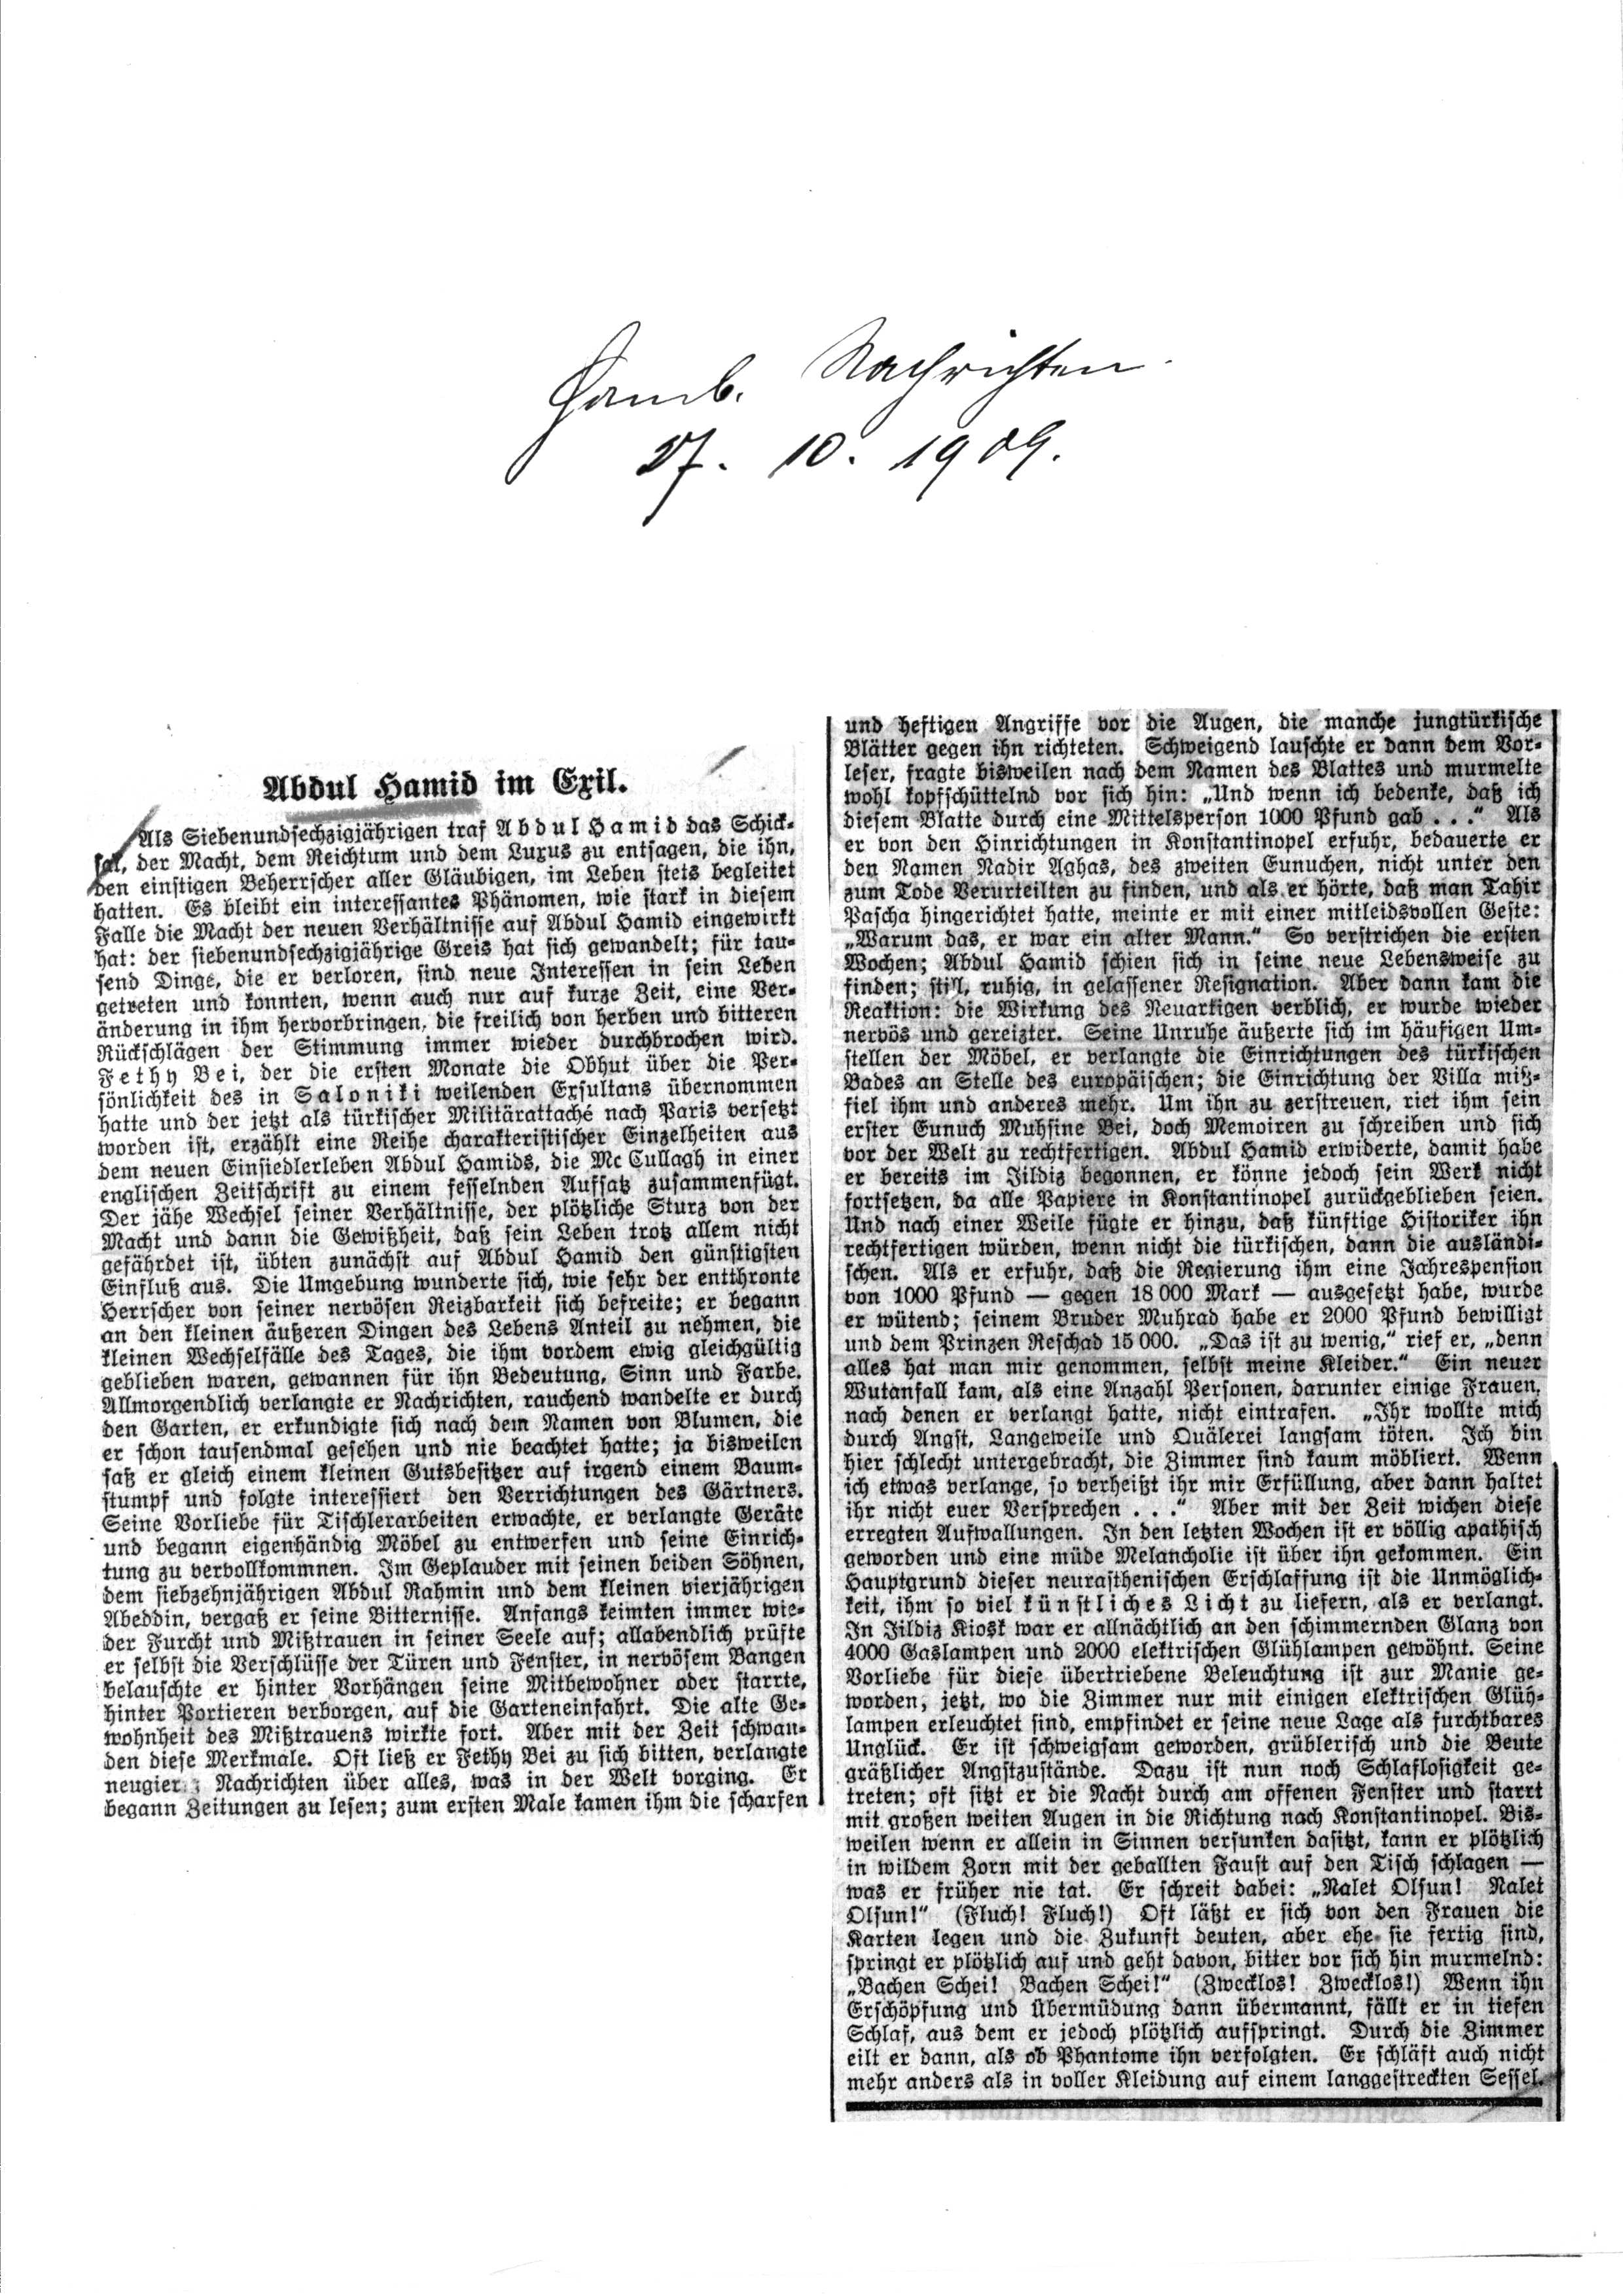 Hamb. Nachrichten
27. 10. 1909.
Abdul Hamid im Exil.
Als Siebenundsechzigjährigen traf Abdul Hamid das Schick-
sal, der Macht, dem Reichtum und dem Luxus zu entsagen, die ihn,
den einstigen Beherrscher aller Gläubigen, im Leben stets begleitet
hatten. Es bleibt ein interessantes Phänomen, wie stark in diesem
Falle die Macht der neuen Verhältnisse auf Abdul Hamid eingewirkt
hat: der siebenundsechzigjährige Greis hat sich gewandelt; für tau-
send Dinge, die er verloren, sind neue Interessen in sein Leben
getreten und konnten, wenn auch nur auf kurze Zeit, eine Ver-
änderung in ihm hervorbringen, die freilich von herben und bitteren
Rückschlägen der Stimmung immer wieder durchbrochen wird.
Fethy Bei, der die ersten Monate die Obhut über die Per-
sönlichkeit des in Saloniki weilenden Exsultans übernommen
hatte und der jetzt als türkischer Militärattaché nach Paris versetzt
worden ist, erzählt eine Reihe charakteristischer Einzelheiten aus
dem neuen Einsiedlerleben Abdul Hamids, die Mc Cullagh in einer
englischen Zeitschrift zu einem fesselnden Aufsatz zusammenfügt.
Der jähe Wechsel seiner Verhältnisse, der plötzliche Sturz von der
Macht und dann die Gewißheit, daß sein Leben trotz allem nicht
gefährdet ist, übten zunächst auf Abdul Hamid den günstigsten
Einfluß aus. Die Umgebung wunderte sich, wie sehr der entthronte
Herrscher von seiner nervösen Reizbarkeit sich befreite; er begann
an den kleinen äußeren Dingen des Lebens Anteil zu nehmen, die
kleinen Wechselfälle des Tages, die ihm vordem ewig gleichgültig
geblieben waren, gewannen für ihn Bedeutung, Sinn und Farbe.
Allmorgendlich verlangte er Nachrichten, rauchend wandelte er durch
den Garten, er erkundigte sich nach dem Namen von Blumen, die
er schon tausendmal gesehen und nie beachtet hatte; ja bisweilen
saß er gleich einem kleinen Gutsbesitzer auf irgend einem Baum-
stumpf und folgte interessiert den Verrichtungen des Gärtners.
Seine Vorliebe für Tischlerarbeiten erwachte, er verlangte Geräte
und begann eigenhändig Möbel zu entwerfen und seine Einrich-
tung zu vervollkommnen. Im Geplauder mit seinen beiden Söhnen,
dem siebzehnjährigen Abdul Rahmin und dem kleinen vierjährigen
Abeddin, vergaß er seine Bitternisse. Anfangs keimten immer wie-
der Furcht und Mißtrauen in seiner Seele auf; allabendlich prüfte
er selbst die Verschlüsse der Türen und Fenster, in nervösem Bangen
belauschte er hinter Vorhängen seine Mitbewohner oder starrte,
hinter Portieren verborgen, auf die Garteneinfahrt. Die alte Ge-
wohnheit des Mißtrauens wirkte fort. Aber mit der Zeit schwan-
den diese Merkmale. Oft ließ er Fethy Bei zu sich bitten, verlangte
neugier Nachrichten über alles, was in der Welt vorging. Er
begann Zeitungen zu lesen; zum ersten Male kamen ihm die scharfen
und heftigen Angriffe vor die Augen, die manche jungtürkische
Blätter gegen ihn richteten. Schweigend lauschte er dann dem Vor-
leser, fragte bisweilen nach dem Namen des Blattes und murmelte
wohl kopfschüttelnd vor sich hin: „Und wenn ich bedenke, daß ich
diesem Blatte durch eine Mittelsperson 1000 Pfund gab . . .“ Als
er von den Hinrichtungen in Konstantinopel erfuhr, bedauerte er
den Namen Nadir Aghas, des zweiten Eunuchen, nicht unter den
zum Tode Verurteilten zu finden, und als er hörte, daß man Tahir
Pascha hingerichtet hatte, meinte er mit einer mitleidsvollen Geste:
„Warum das, er war ein alter Mann.“ So verstrichen die ersten
Wochen; Abdul Hamid schien sich in seine neue Lebensweise zu
finden; still, ruhig, in gelassener Resignation. Aber dann kam die
Reaktion: die Wirkung des Neuartigen verblich, er wurde wieder
nervös und gereizter. Seine Unruhe äußerte sich im häufigen Um-
stellen der Möbel, er verlangte die Einrichtungen des türkischen
Bades an Stelle des europäischen; die Einrichtung der Villa miß-
fiel ihm und anderes mehr. Um ihn zu zerstreuen, riet ihm sein
erster Eunuch Muhsine Bei, doch Memoiren zu schreiben und sich
vor der Welt zu rechtfertigen. Abdul Hamid erwiderte, damit habe
er bereits im Jildiz begonnen, er könne jedoch sein Werk nicht
fortsetzen, da alle Papiere in Konstantinopel zurückgeblieben seien.
Und nach einer Weile fügte er hinzu, daß künftige Historiker ihn
rechtfertigen würden, wenn nicht die türkischen, dann die ausländi-
schen. Als er erfuhr, daß die Regierung ihm eine Jahrespension
von 1000 Pfund — gegen 18 000 Mark — ausgesetzt habe, wurde
er wütend; seinem Bruder Muhrad habe er 2000 Pfund bewilligt
und dem Prinzen Reschad 15 000. „Das ist zu wenig,“ rief er, „denn
alles hat man mir genommen, selbst meine Kleider.“ Ein neuer
Wutanfall kam, als eine Anzahl Personen, darunter einige Frauen,
nach denen er verlangt hatte, nicht eintrafen. „Ihr wollte mich
durch Angst, Langeweile und Quälerei langsam töten. Ich bin
hier schlecht untergebracht, die Zimmer sind kaum möbliert. Wenn
ich etwas verlange, so verheißt ihr mir Erfüllung, aber dann haltet
ihr nicht euer Versprechen . . .“ Aber mit der Zeit wichen diese
erregten Aufwallungen. In den letzten Wochen ist er völlig apathisch
geworden und eine müde Melancholie ist über ihn gekommen. Ein
Hauptgrund dieser neurasthenischen Erschlaffung ist die Unmöglich-
keit, ihm so viel künstliches Licht zu liefern, als er verlangt.
In Jildiz Kiosk war er allnächtlich an den schimmernden Glanz von
4000 Gaslampen und 2000 elektrischen Glühlampen gewöhnt. Seine
Vorliebe für diese übertriebene Beleuchtung ist zur Manie ge-
worden, jetzt, wo die Zimmer nur mit einigen elektrischen Glüh-
lampen erleuchtet sind, empfindet er seine neue Lage als furchtbares
Unglück. Er ist schweigsam geworden, grüblerisch und die Beute
gräßlicher Angstzustände. Dazu ist nun noch Schlaflosigkeit ge-
treten; oft sitzt er die Nacht durch am offenen Fenster und starrt
mit großen weiten Augen in die Richtung nach Konstantinopel. Bis-
weilen wenn er allein in Sinnen versunken dasitzt, kann er plötzlich
in wildem Zorn mit der geballten Faust auf den Tisch schlagen —
was er früher nie tat. Er schreit dabei: „Nalet Olsun! Nalet
Olsun!“ (Fluch! Fluch!) Oft läßt er sich von den Frauen die
Karten legen und die Zukunft deuten, aber ehe sie fertig sind,
springt er plötzlich auf und geht davon, bitter vor sich hin murmelnd:
„Bachen Schei! Bachen Schei!“ (Zwecklos! Zwecklos!) Wenn ihn
Erschöpfung und Übermüdung dann übermannt, fällt er in tiefen
Schlaf, aus dem er jedoch plötzlich aufspringt. Durch die Zimmer
eilt er dann, als ob Phantome ihn verfolgten. Er schläft auch nicht
mehr anders als in voller Kleidung auf einem langgestreckten Sessel.